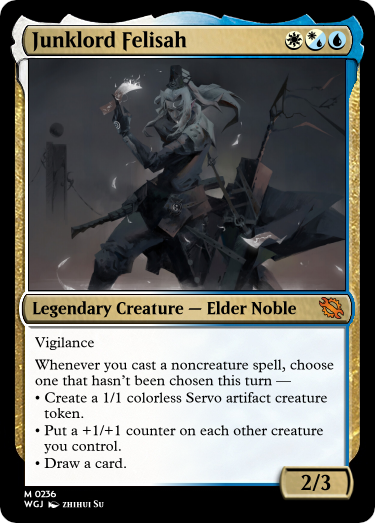 Junklord Felisah
Legendary Creature — Elder Noble
Vigilance
Whenever you cast a noncreature spell, choose
one that hasn't been chosen this turn —
• Create a 1/1 colorless Servo artifact creature
token.
• Put a +1/+1 counter on each other creature
you control.
• Draw a card.
2/3
M 0236
WGJ ZHIHUI SU